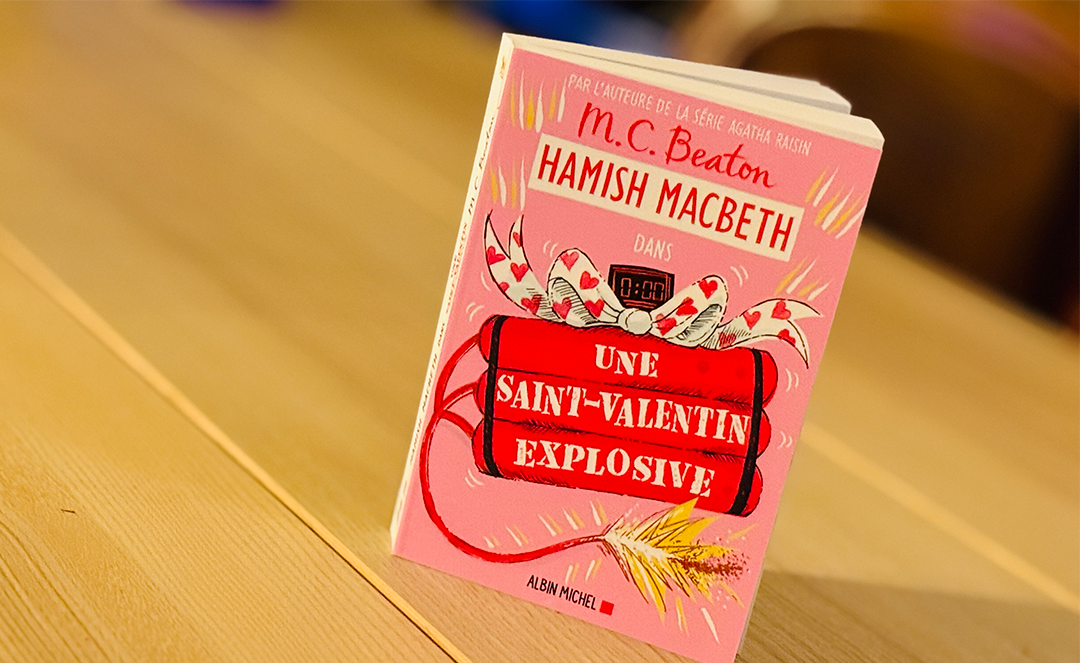 PAR L'AUTEURE DE LA SÉRIE AGATHA RAISIN
M.C. Beaton
HAMISH MACBETH
DANS
0:00
UNE
SAINT-VALENTIN
EXPLOSIVE
ALBIN MICHEL
M.C. Beaton